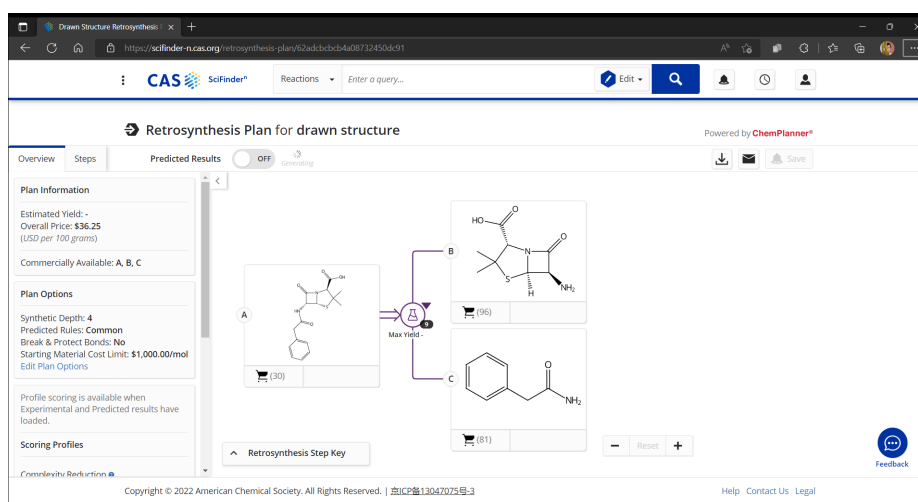 Drawn Structure Retrosynthesis
https://scifinder-n.cas.org/retrosynthesis-plan/62adcbcbcb4a08732450dc91
CAS SciFinderⁿ
Reactions
Enter a query...
Edit
Retrosynthesis Plan for drawn structure
Powered by ChemPlanner®
Overview
Steps
Predicted Results
OFF
Generating
Save
Plan Information
Estimated Yield: -
Overall Price: $36.25
(USD per 100 grams)
Commercially Available: A, B, C
Plan Options
Synthetic Depth: 4
Predicted Rules: Common
Break & Protect Bonds: No
Starting Material Cost Limit: $1,000.00/mol
Edit Plan Options
Profile scoring is available when
Experimental and Predicted results have
loaded.
Scoring Profiles
Complexity Reduction
A
(30)
Max Yield -
9
B
HO
O
N
O
S
H
NH₂
(96)
C
O
NH₂
(81)
Retrosynthesis Step Key
Reset
Feedback
Copyright © 2022 American Chemical Society. All Rights Reserved. | 京ICP备13047075号-3
Help Contact Us Legal